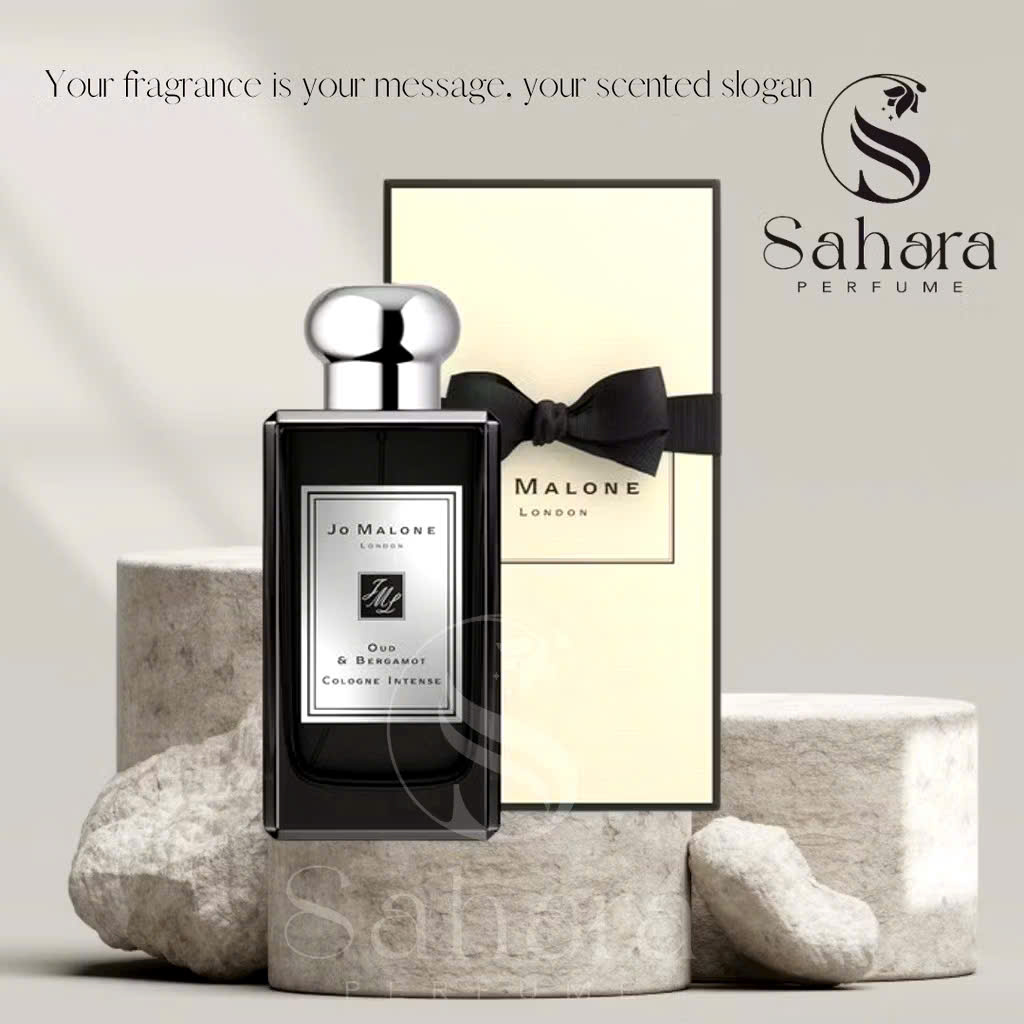 Your fragrance is your message, your scented slogan
Sahara
PERFUME
MALONE
LONDON
JO MALONE
LONDON
JML
OUD
& BERGAMOT
COLOGNE INTENSE
Sahara
PERFUME